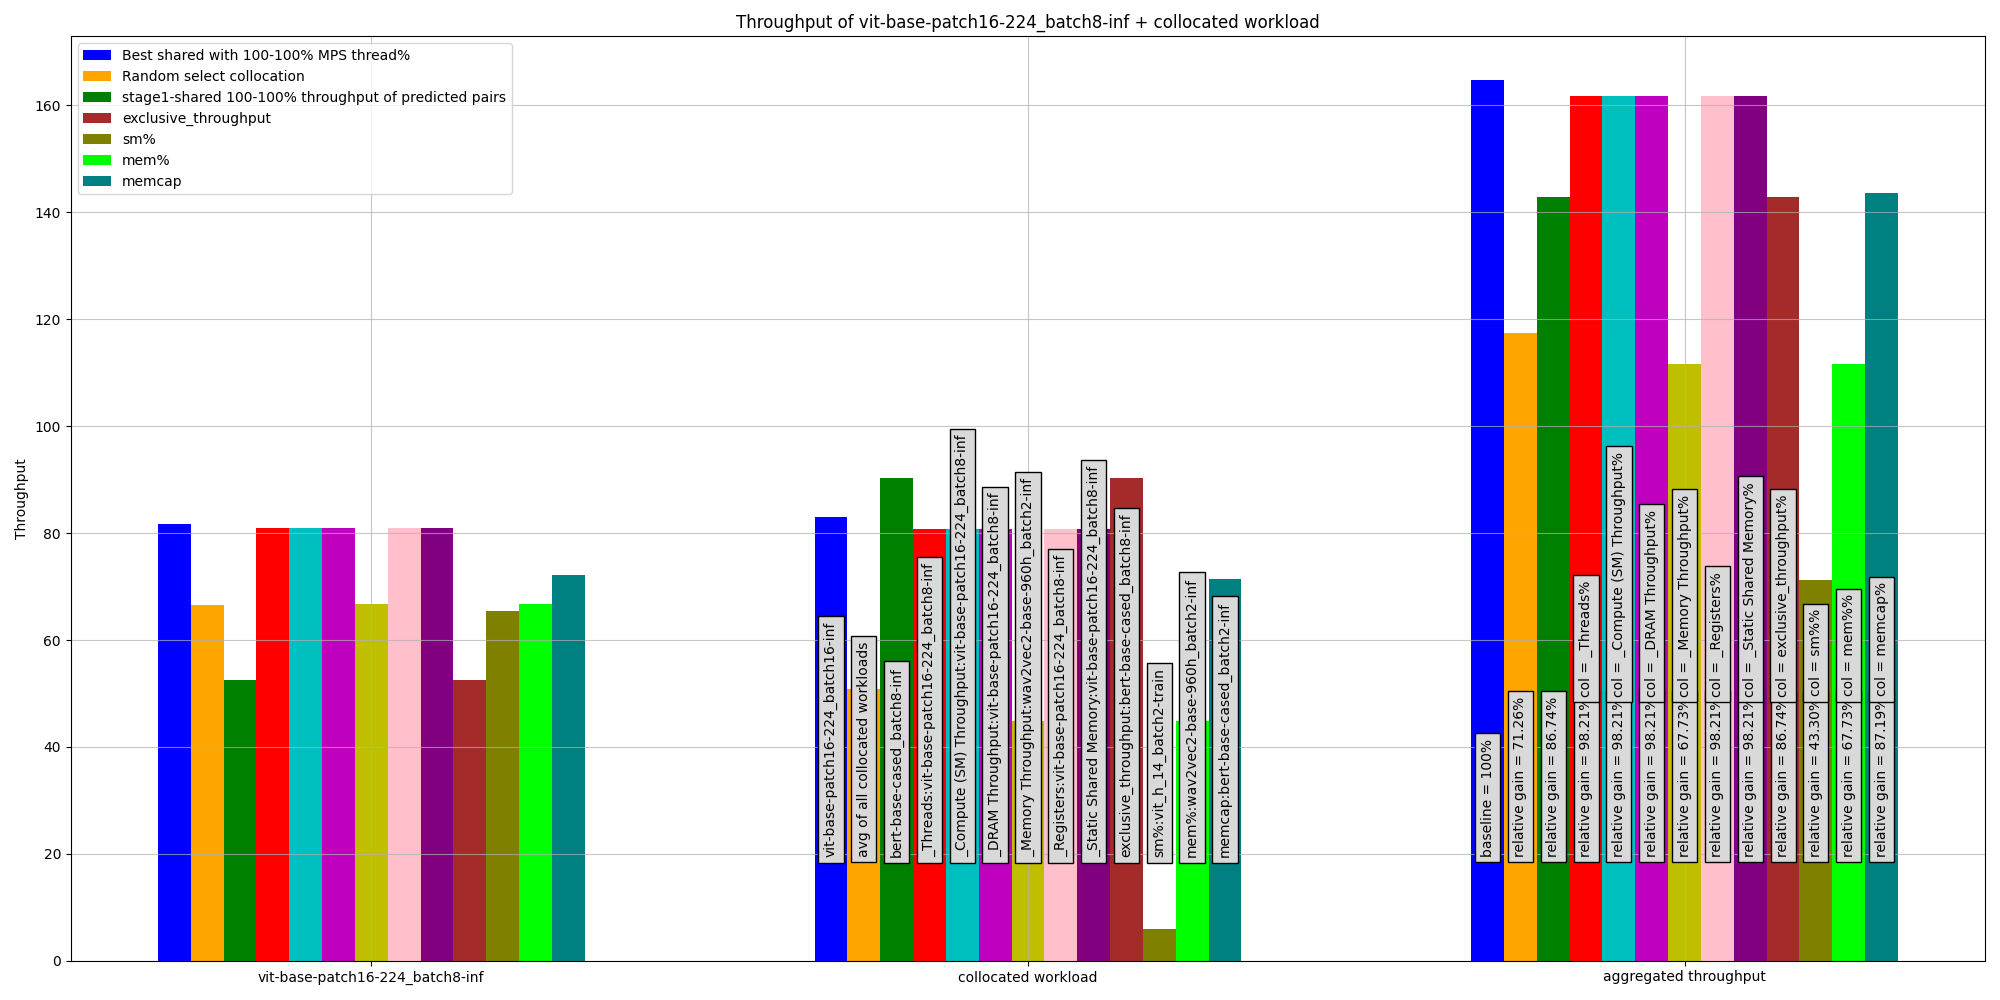 Throughput of vit-base-patch16-224_batch8-inf + collocated workload
Best shared with 100-100% MPS thread%
Random select collocation
stage1-shared 100-100% throughput of predicted pairs
exclusive_throughput
sm%
mem%
memcap
Throughput
160
140
120
100
80
60
40
20
0
vit-base-patch16-224_batch16-inf
avg of all collocated workloads
bert-base-cased_batch8-inf
_Threads:vit-base-patch16-224_batch8-inf
_Compute (SM) Throughput:vit-base-patch16-224_batch8-inf
_DRAM Throughput:vit-base-patch16-224_batch8-inf
_Memory Throughput:wav2vec2-base-960h_batch2-inf
_Registers:vit-base-patch16-224_batch8-inf
_Static Shared Memory:vit-base-patch16-224_batch8-inf
exclusive_throughput:bert-base-cased_batch8-inf
sm%:vit_h_14_batch2-train
mem%:wav2vec2-base-960h_batch2-inf
memcap:bert-base-cased_batch2-inf
baseline = 100%
relative gain = 71.26%
relative gain = 86.74%
relative gain = 98.21% col = _Threads%
relative gain = 98.21% col = _Compute (SM) Throughput%
relative gain = 98.21% col = _DRAM Throughput%
relative gain = 67.73% col = _Memory Throughput%
relative gain = 98.21% col = _Registers%
relative gain = 98.21% col = _Static Shared Memory%
relative gain = 86.74% col = exclusive_throughput%
relative gain = 43.30% col = sm%%
relative gain = 67.73% col = mem%%
relative gain = 87.19% col = memcap%
vit-base-patch16-224_batch8-inf
collocated workload
aggregated throughput